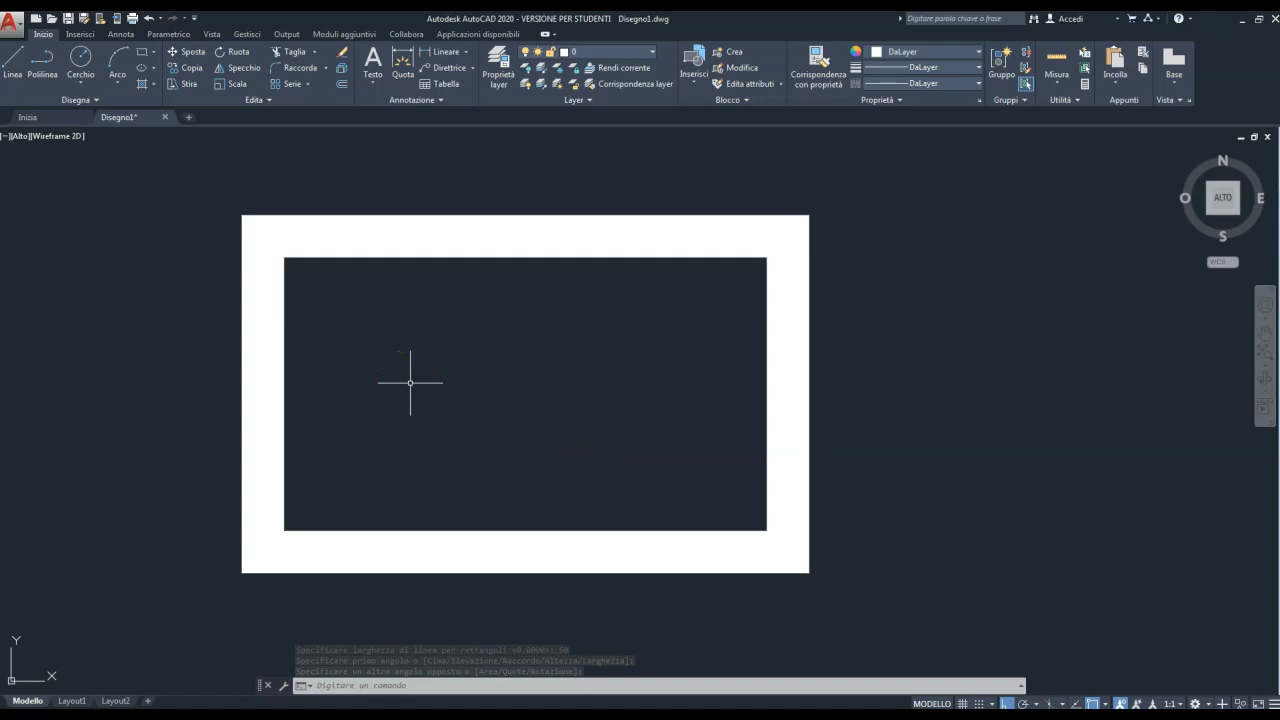 Autodesk AutoCAD 2020 - VERSIONE PER STUDENTI Disegno1.dwg
Digitare parola chiave o frase
Accedi
Inizio Inserisci Annota Parametrico Vista Gestisci Output Moduli aggiuntivi Collabora Applicazioni disponibili
Linea Polilinea Cerchio Arco
Sposta Ruota Taglia
Copia Specchio Raccorda
Stira Scala Serie
Testo Quota
Lineare
Direttrice
Tabella
Proprietà layer
0
Rendi corrente
Corrispondenza layer
Inserisci
Crea
Modifica
Edita attributi
Corrispondenza con proprietà
DaLayer
DaLayer
DaLayer
Gruppo
Misura
Incolla
Base
Disegna Edita Annotazione Layer Blocco Proprietà Gruppi Utilità Appunti Vista
Inizia Disegno1*
[−][Alto][Wireframe 2D]
N
O ALTO E
S
WCS
Y
X
Specificare larghezza di linea per rettangoli <0.0000>: 50
Specificare primo angolo o [Cima/Elevazione/Raccordo/Altezza/Larghezza]:
Specificare un altro angolo opposto o [Area/Quote/Rotazione]:
Digitare un comando
Modello Layout1 Layout2
MODELLO
1:1